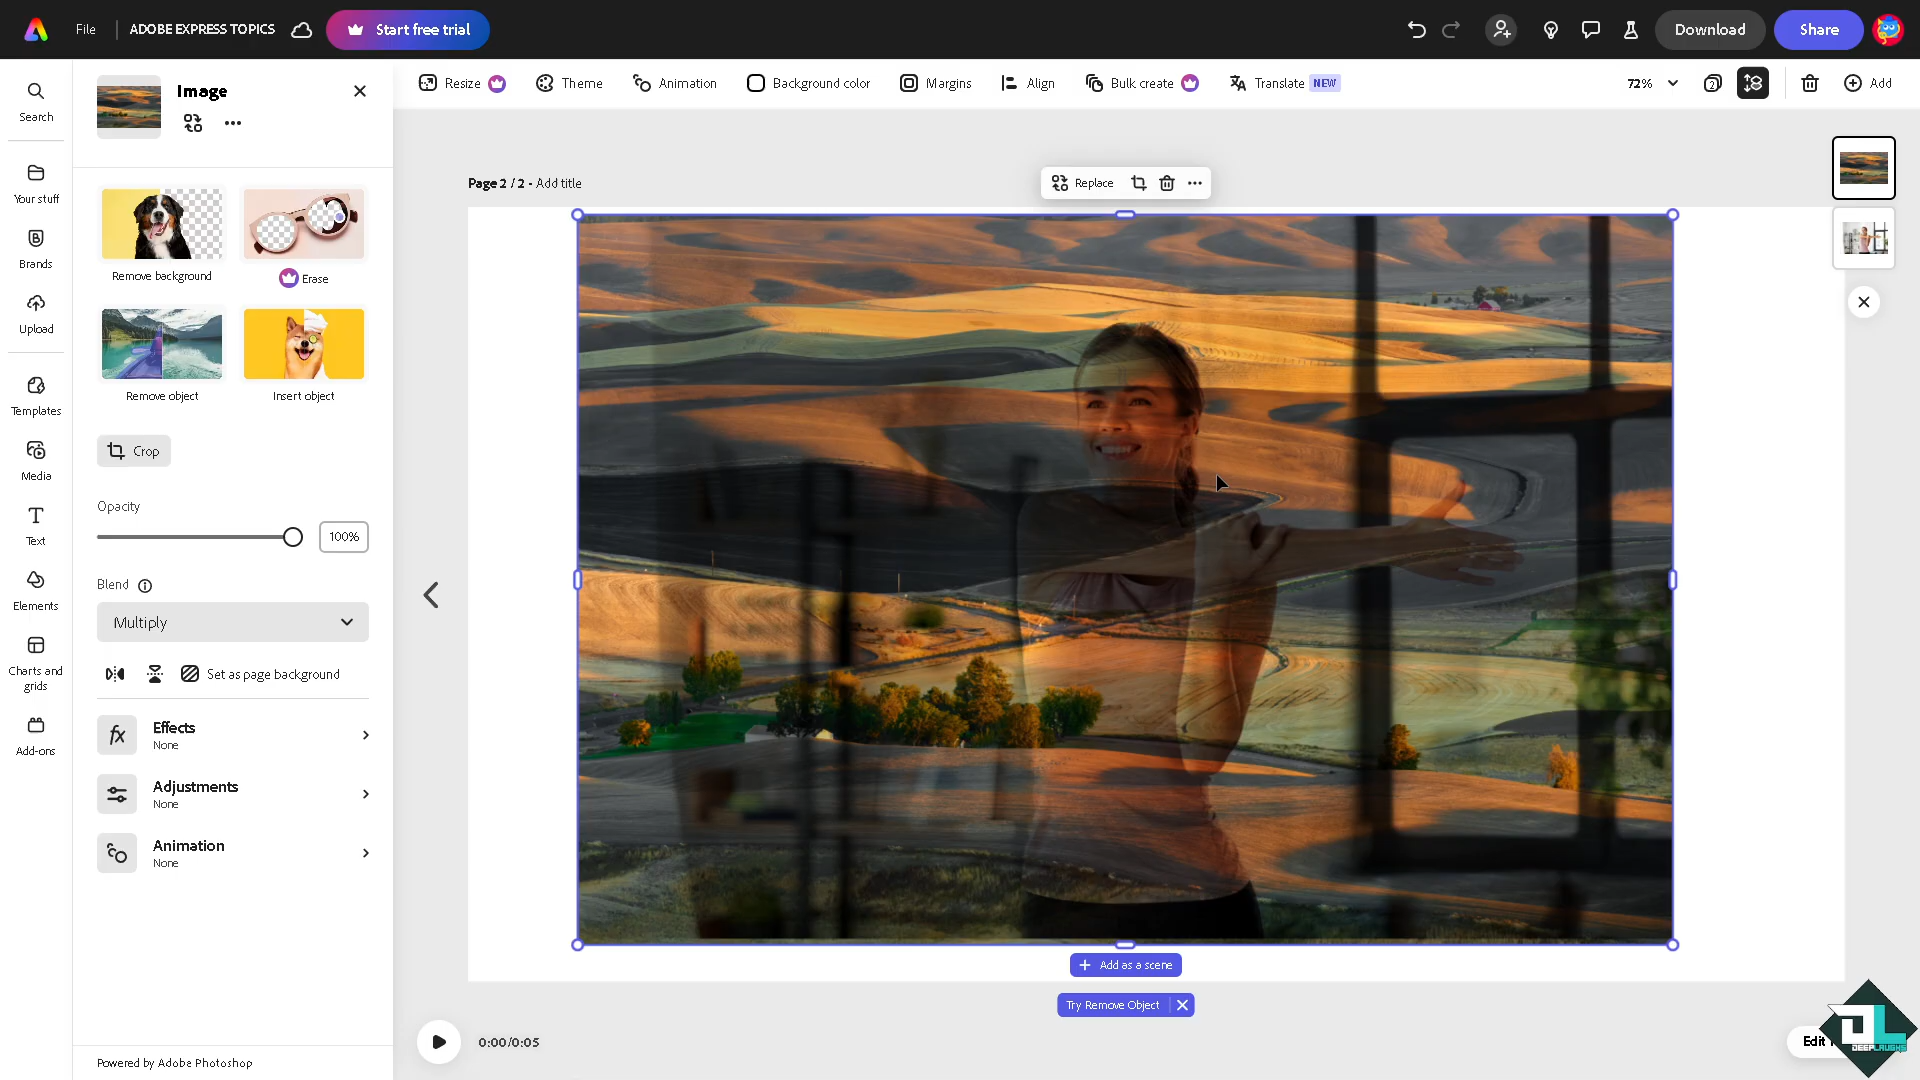 File
ADOBE EXPRESS TOPICS
Start free trial
Download
Share
Search
Your stuff
Brands
Upload
Templates
Media
Text
Elements
Charts and grids
Add-ons
Image
Remove background
Erase
Remove object
Insert object
Crop
Opacity
100%
Blend
Multiply
Set as page background
Effects
None
Adjustments
None
Animation
None
Powered by Adobe Photoshop
Resize
Theme
Animation
Background color
Margins
Align
Bulk create
Translate NEW
72%
2
Add
Page 2 / 2 - Add title
Replace
Add as a scene
Try Remove Object
0:00/0:05
Edit
DEEPLAUGHS